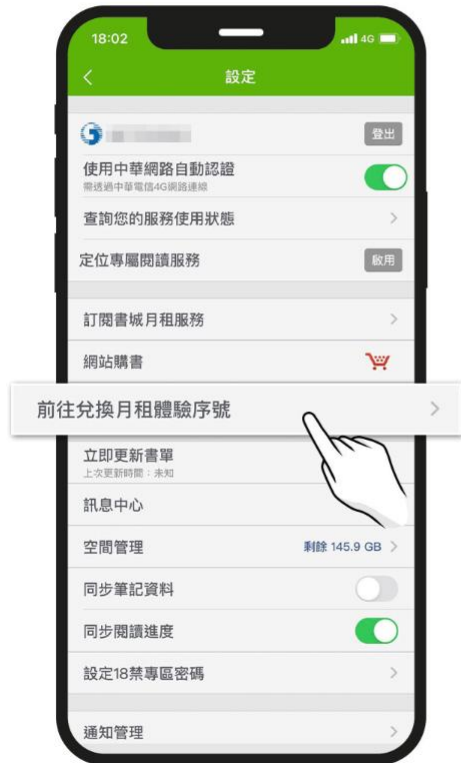 18:02
4G
設定
登出
使用中華網路自動認證
需透過中華電信4G網路連線
查詢您的服務使用狀態
定位專屬閱讀服務
啟用
訂閱書城月租服務
網站購書
前往兌換月租體驗序號
立即更新書單
上次更新時間：未知
訊息中心
空間管理
剩餘 145.9 GB
同步筆記資料
同步閱讀進度
設定18禁專區密碼
通知管理